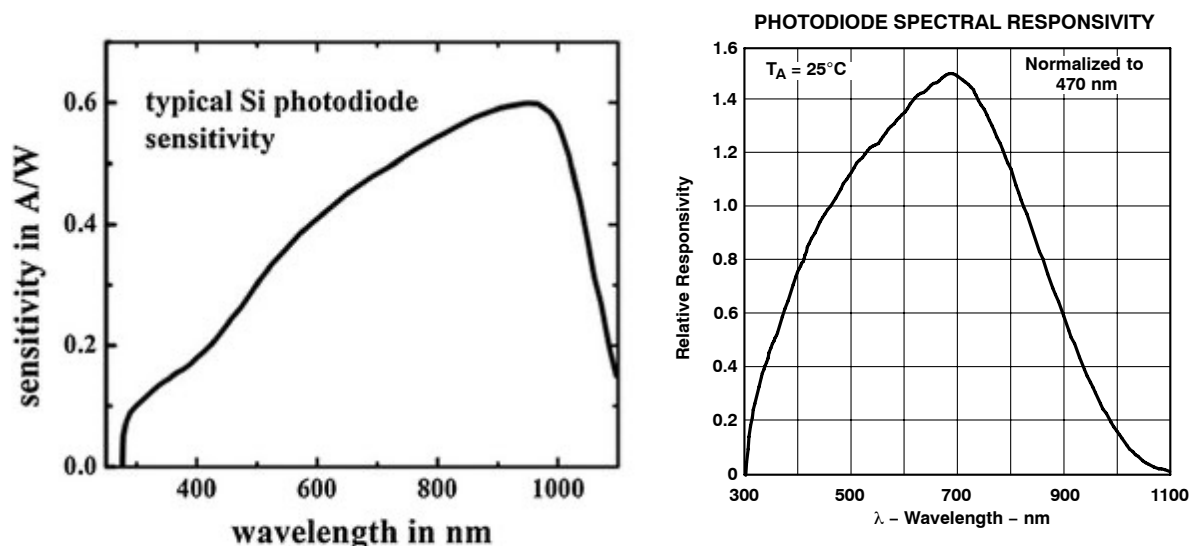 typical Si photodiode
sensitivity
sensitivity in A/W
0.6
0.4
0.2
0.0
400 600 800 1000
wavelength in nm
PHOTODIODE SPECTRAL RESPONSIVITY
TA = 25°C
Normalized to
470 nm
Relative Responsivity
1.6
1.4
1.2
1.0
0.8
0.6
0.4
0.2
0
300 500 700 900 1100
λ – Wavelength – nm